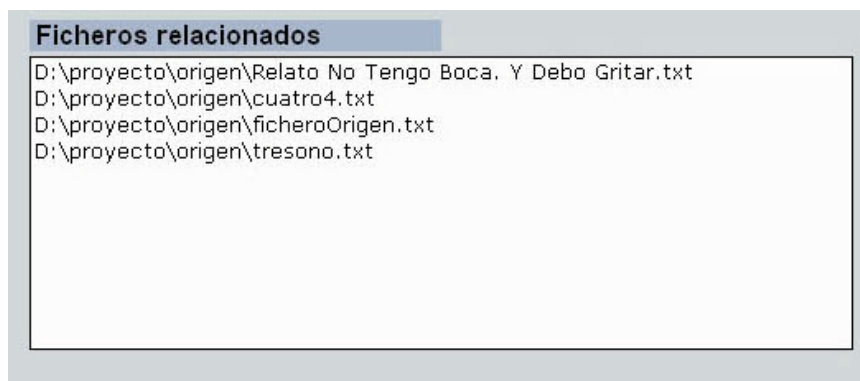 Ficheros relacionados
D:\proyecto\origen\Relato No Tengo Boca. Y Debo Gritar.txt
D:\proyecto\origen\cuatro4.txt
D:\proyecto\origen\ficheroOrigen.txt
D:\proyecto\origen\tresono.txt